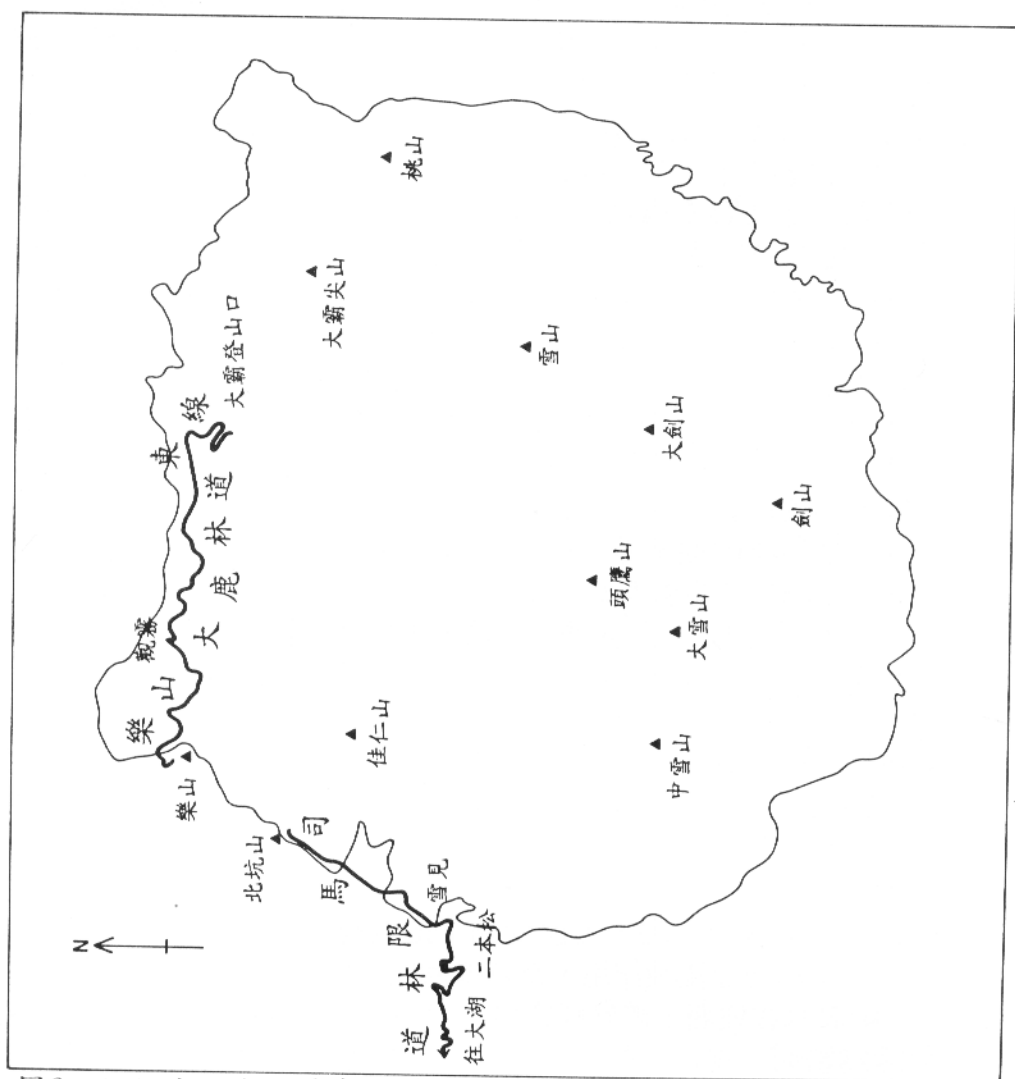 N
桃山
大霸尖山
大霸登山口
雪山
大劍山
劍山
頭鷹山
大雪山
中雪山
佳仁山
大鹿林道東線
觀霧
樂山
樂山
北坑山
司馬限林道
雪見
二本松
往大湖